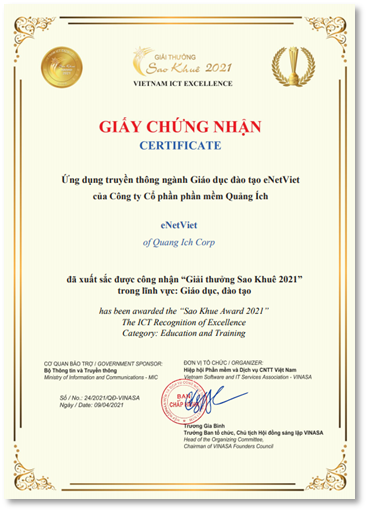 GIẢI THƯỞNG
Sao Khuê 2021
VIETNAM ICT EXCELLENCE
GIẤY CHỨNG NHẬN
CERTIFICATE
Ứng dụng truyền thông ngành Giáo dục đào tạo eNetViet
của Công ty Cổ phần phần mềm Quảng Ích
eNetViet
of Quang Ich Corp
đã xuất sắc được công nhận “Giải thưởng Sao Khuê 2021”
trong lĩnh vực: Giáo dục, đào tạo
has been awarded the “Sao Khue Award 2021”
The ICT Recognition of Excellence
Category: Education and Training
CƠ QUAN BẢO TRỢ / GOVERNMENT SPONSOR:
Bộ Thông tin và Truyền thông
Ministry of Information and Communications - MIC
Số / No.: 24/2021/QĐ-VINASA
Ngày / Date: 09/04/2021
ĐƠN VỊ TỔ CHỨC / ORGANIZER:
Hiệp hội Phần mềm và Dịch vụ CNTT Việt Nam
Vietnam Software and IT Services Association - VINASA
BAN
CHẤP HÀNH
Trương Gia Bình
Trưởng Ban tổ chức, Chủ tịch Hội đồng sáng lập VINASA
Head of the Organizing Committee,
Chairman of VINASA Founders Council